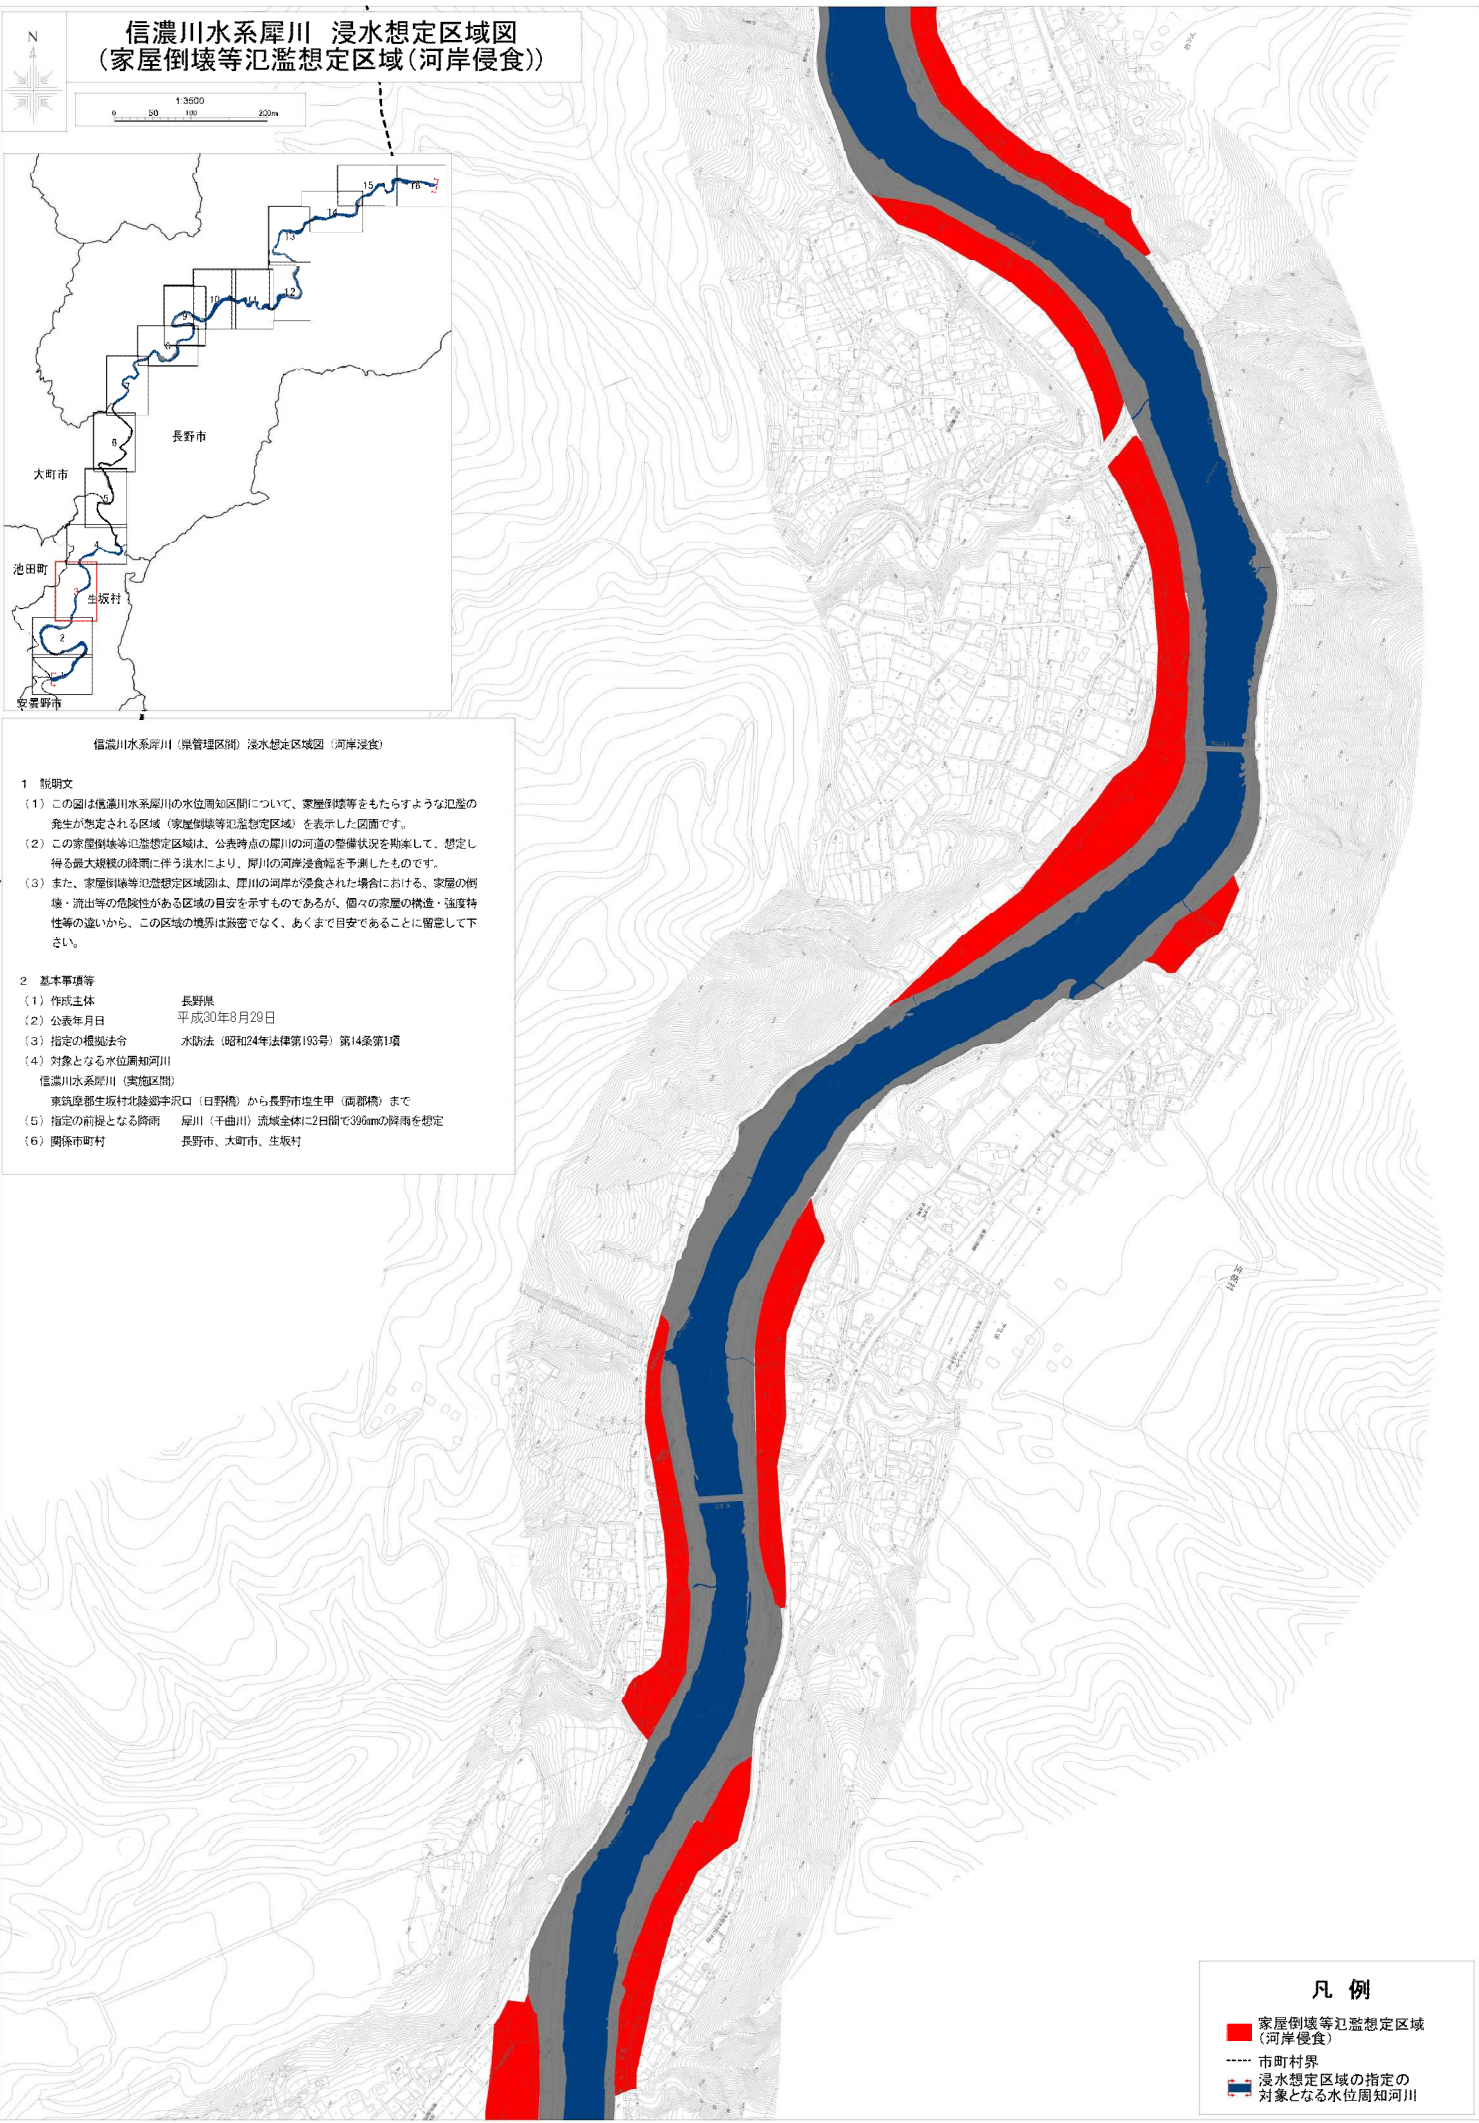 信濃川水系犀川 浸水想定区域図
(家屋倒壊等氾濫想定区域(河岸侵食))
N
1:3500
0 50 100 200m
15
16
14
13
12
11
10
9
8
7
6
長野市
大町市
5
4
池田町
3
生坂村
2
1
安曇野市
信濃川水系犀川（県管理区間）浸水想定区域図（河岸浸食）
1 説明文
（1）この図は信濃川水系犀川の水位周知区間について、家屋倒壊等をもたらすような氾濫の
発生が想定される区域（家屋倒壊等氾濫想定区域）を表示した図面です。
（2）この家屋倒壊等氾濫想定区域は、公表時点の犀川の河道の整備状況を勘案して、想定し
得る最大規模の降雨に伴う洪水により、犀川の河岸浸食幅を予測したものです。
（3）また、家屋倒壊等氾濫想定区域図は、犀川の河岸が浸食された場合における、家屋の倒
壊・流出等の危険性がある区域の目安を示すものであるが、個々の家屋の構造・強度特
性等の違いから、この区域の境界は厳密でなく、あくまで目安であることに留意して下
さい。
2 基本事項等
（1）作成主体 長野県
（2）公表年月日 平成30年8月29日
（3）指定の根拠法令 水防法（昭和24年法律第193号）第14条第1項
（4）対象となる水位周知河川
信濃川水系犀川（実施区間）
東筑摩郡生坂村北陸郷字沢口（日野橋）から長野市塩生甲（両郡橋）まで
（5）指定の前提となる降雨 犀川（千曲川）流域全体に2日間で396mmの降雨を想定
（6）関係市町村 長野市、大町市、生坂村
生坂村
凡 例
家屋倒壊等氾濫想定区域
(河岸侵食)
市町村界
浸水想定区域の指定の
対象となる水位周知河川